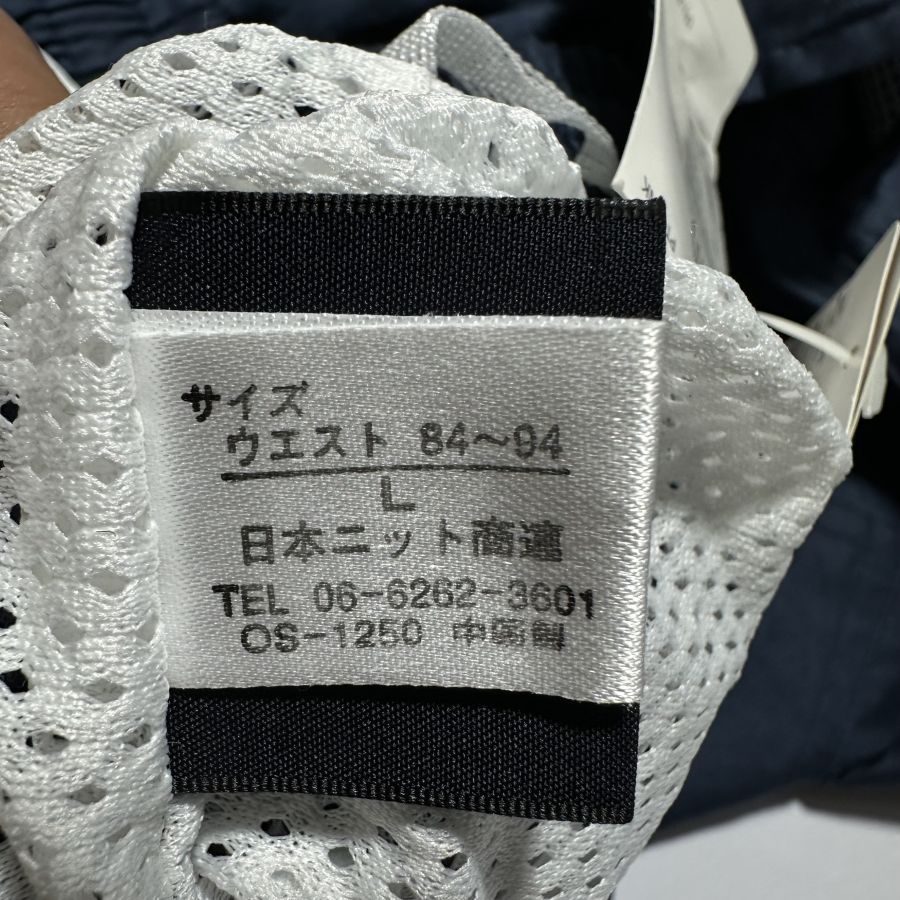 サイズ
ウエスト 84〜94
L
日本ニット商連
TEL 06-6262-3601
OS-1250 中国製